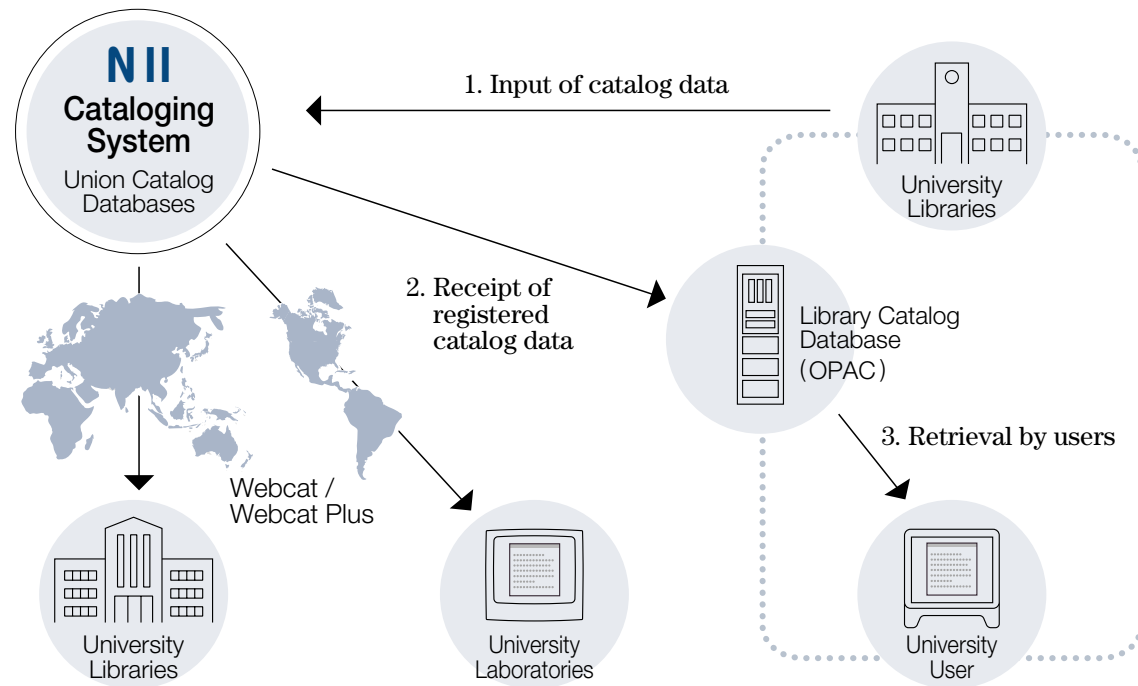 NII
Cataloging
System
Union Catalog
Databases
1. Input of catalog data
University
Libraries
2. Receipt of
registered
catalog data
Library Catalog
Database
(OPAC)
3. Retrieval by users
Webcat /
Webcat Plus
University
Libraries
University
Laboratories
University
User